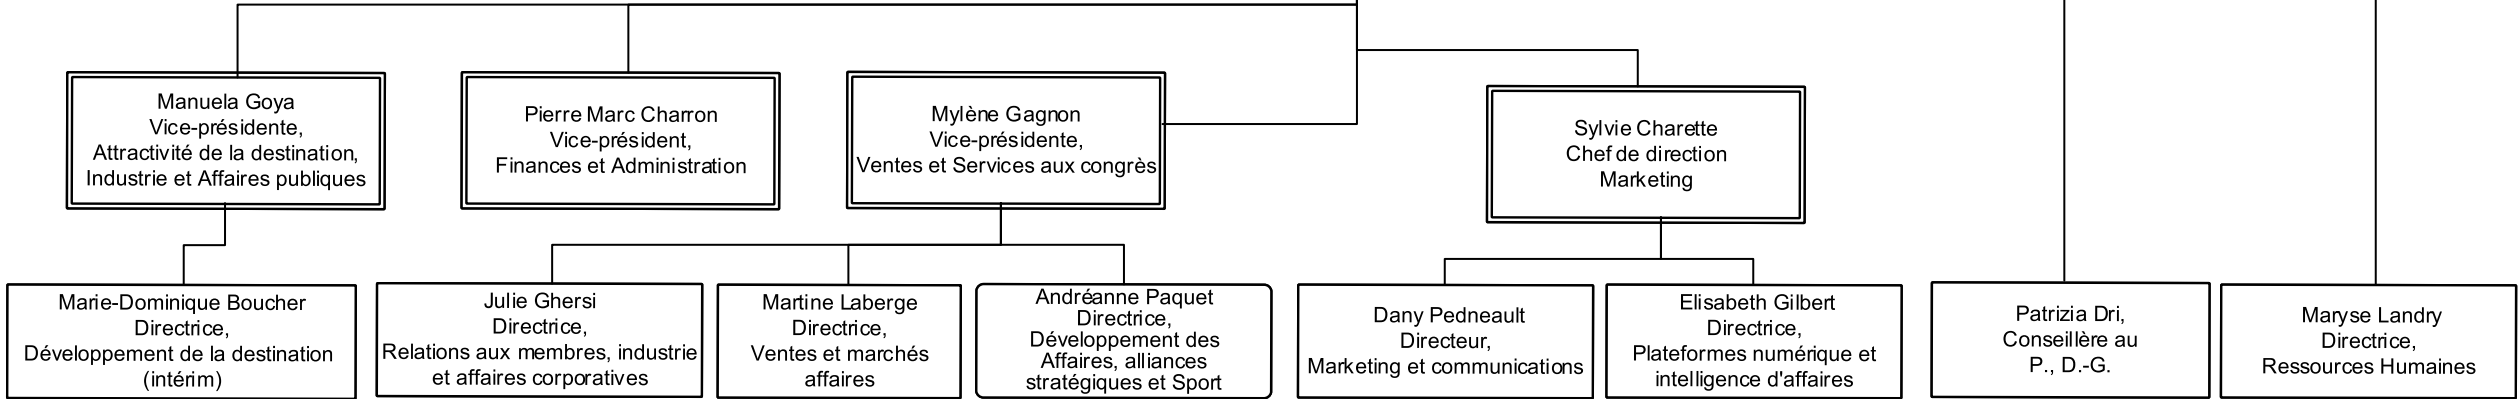 Manuela Goya
Vice-présidente,
Attractivité de la destination,
Industrie et Affaires publiques
Pierre Marc Charron
Vice-président,
Finances et Administration
Mylène Gagnon
Vice-présidente,
Ventes et Services aux congrès
Sylvie Charette
Chef de direction
Marketing
Marie-Dominique Boucher
Directrice,
Développement de la destination
(intérim)
Julie Ghersi
Directrice,
Relations aux membres, industrie
et affaires corporatives
Martine Laberge
Directrice,
Ventes et marchés
affaires
Andréanne Paquet
Directrice,
Développement des
Affaires, alliances
stratégiques et Sport
Dany Pedneault
Directeur,
Marketing et communications
Elisabeth Gilbert
Directrice,
Plateformes numérique et
intelligence d'affaires
Patrizia Dri,
Conseillère au
P., D.-G.
Maryse Landry
Directrice,
Ressources Humaines